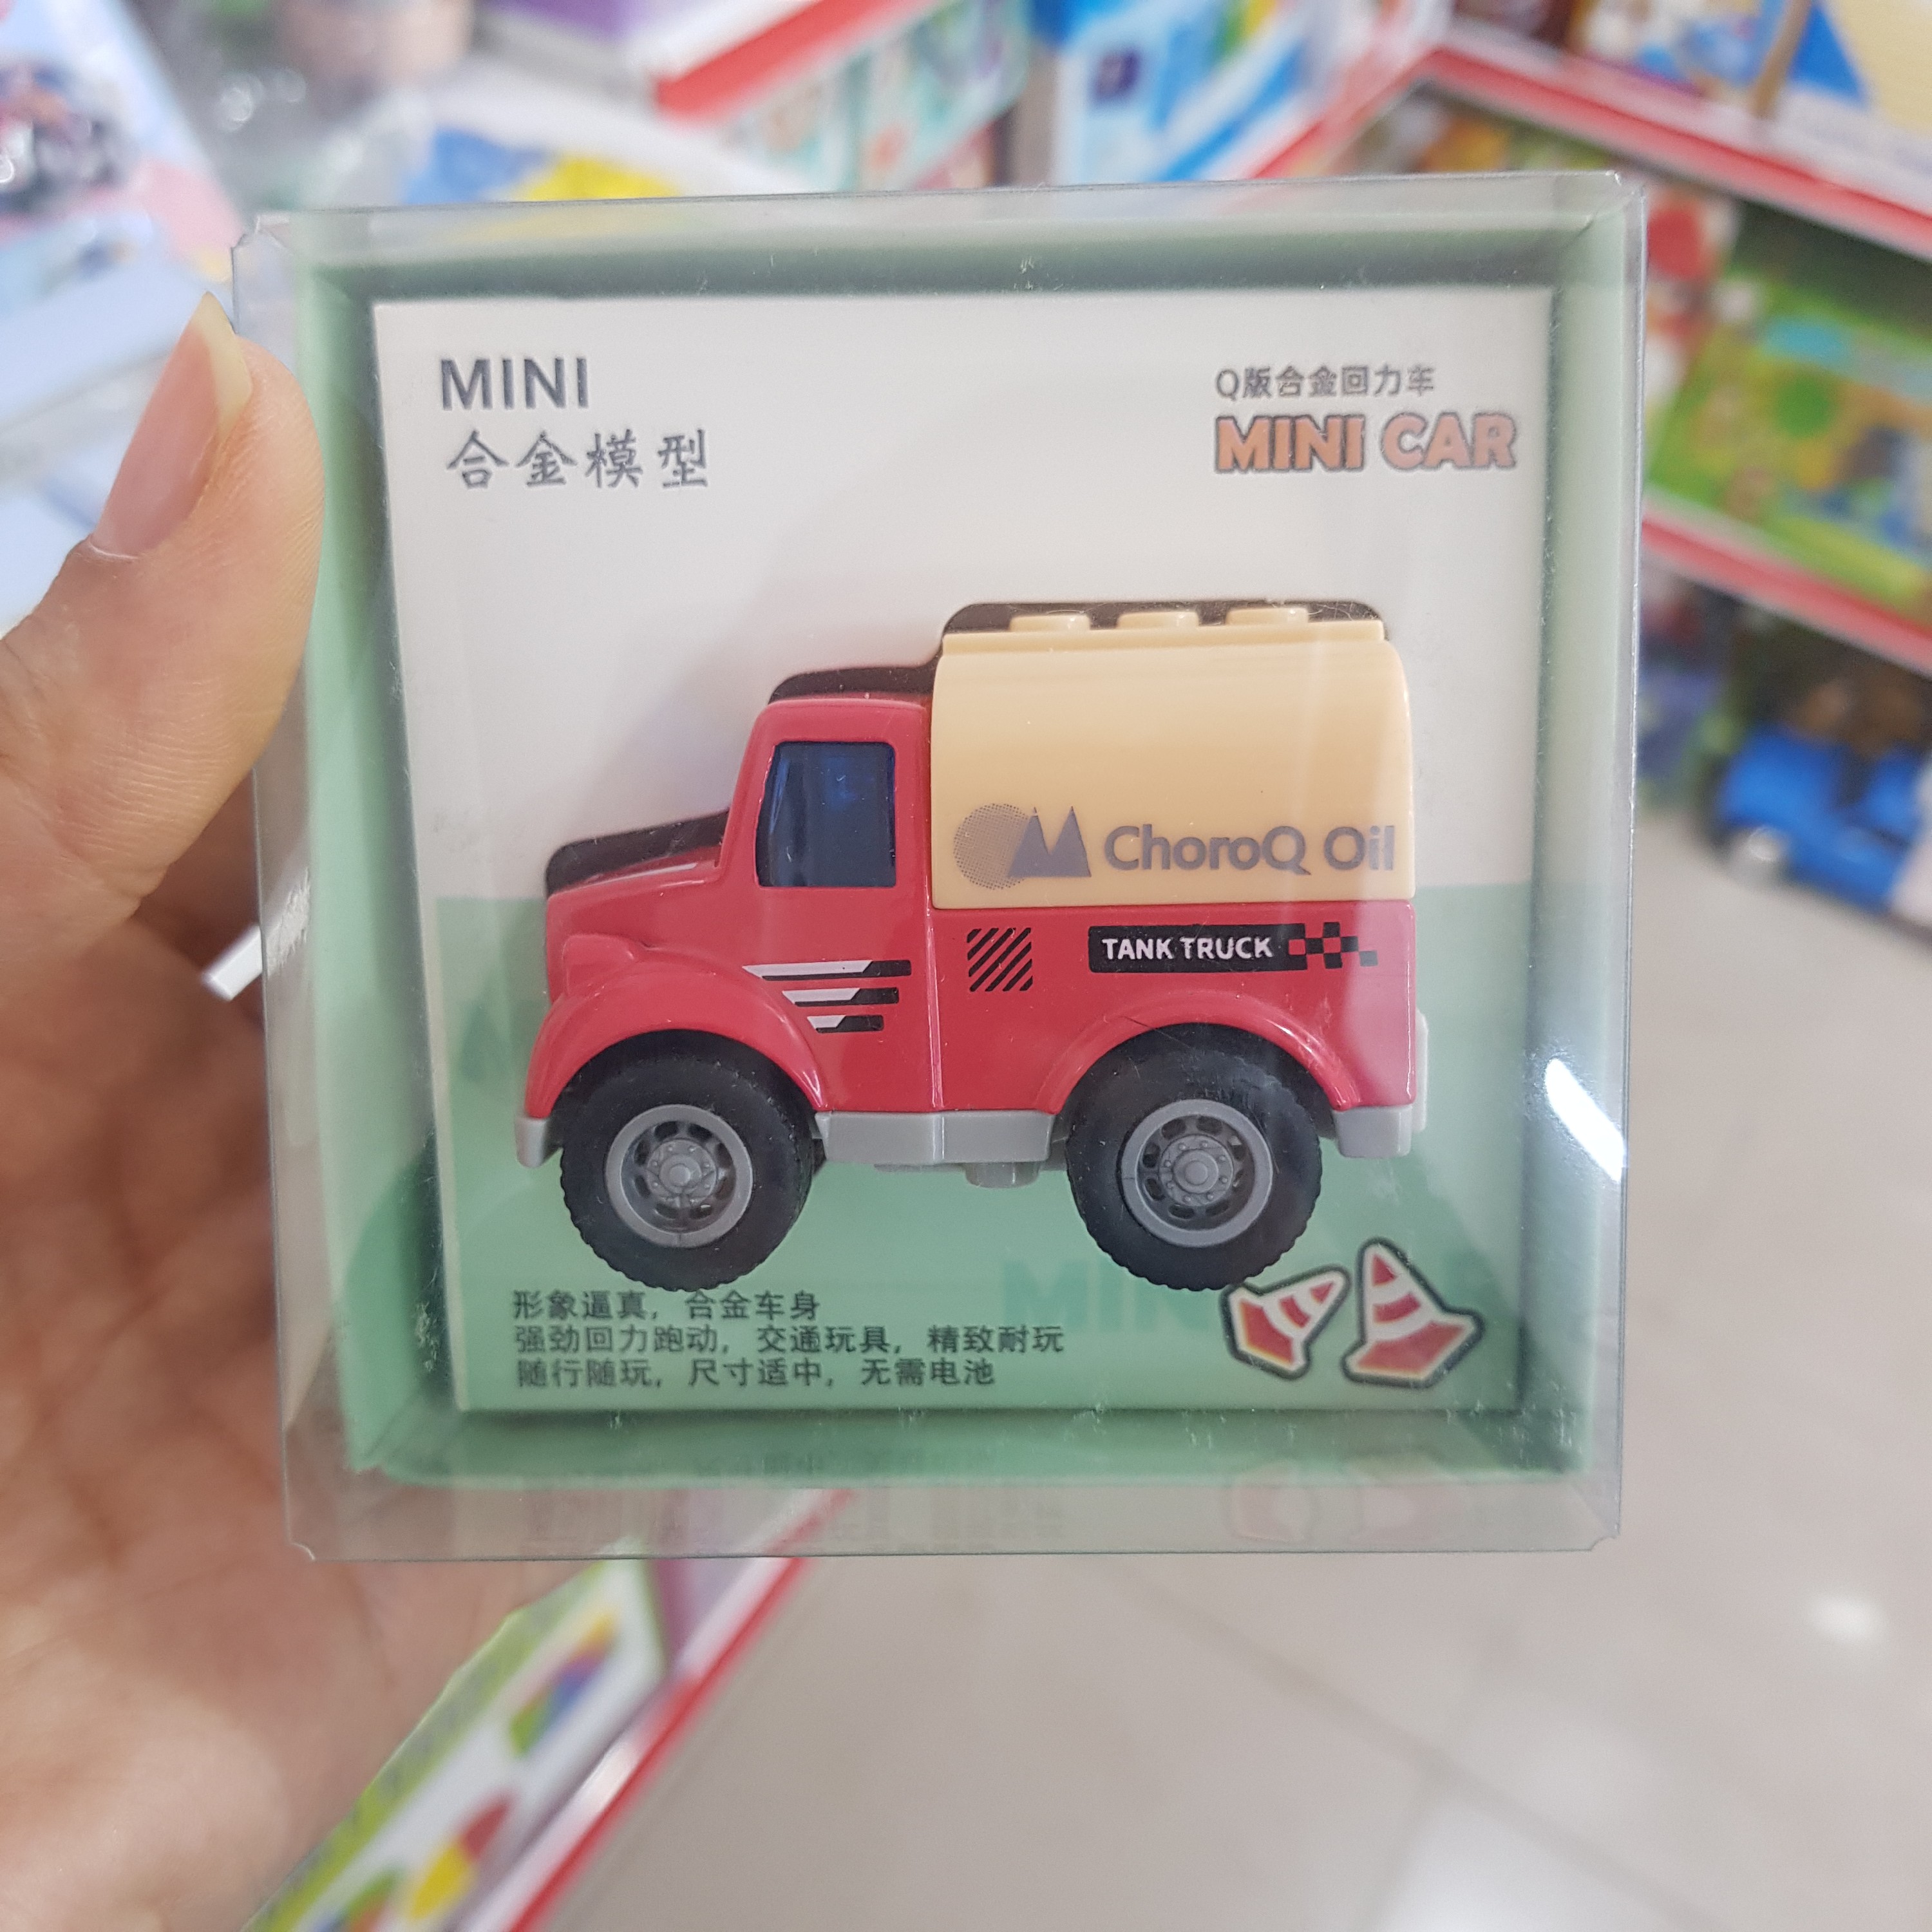 MINI
合金模型
Q版合金回力车
MINI CAR
ChoroQ Oil
TANK TRUCK
形象逼真，合金车身
强劲回力跑动，交通玩具，精致耐玩
随行随玩，尺寸适中，无需电池